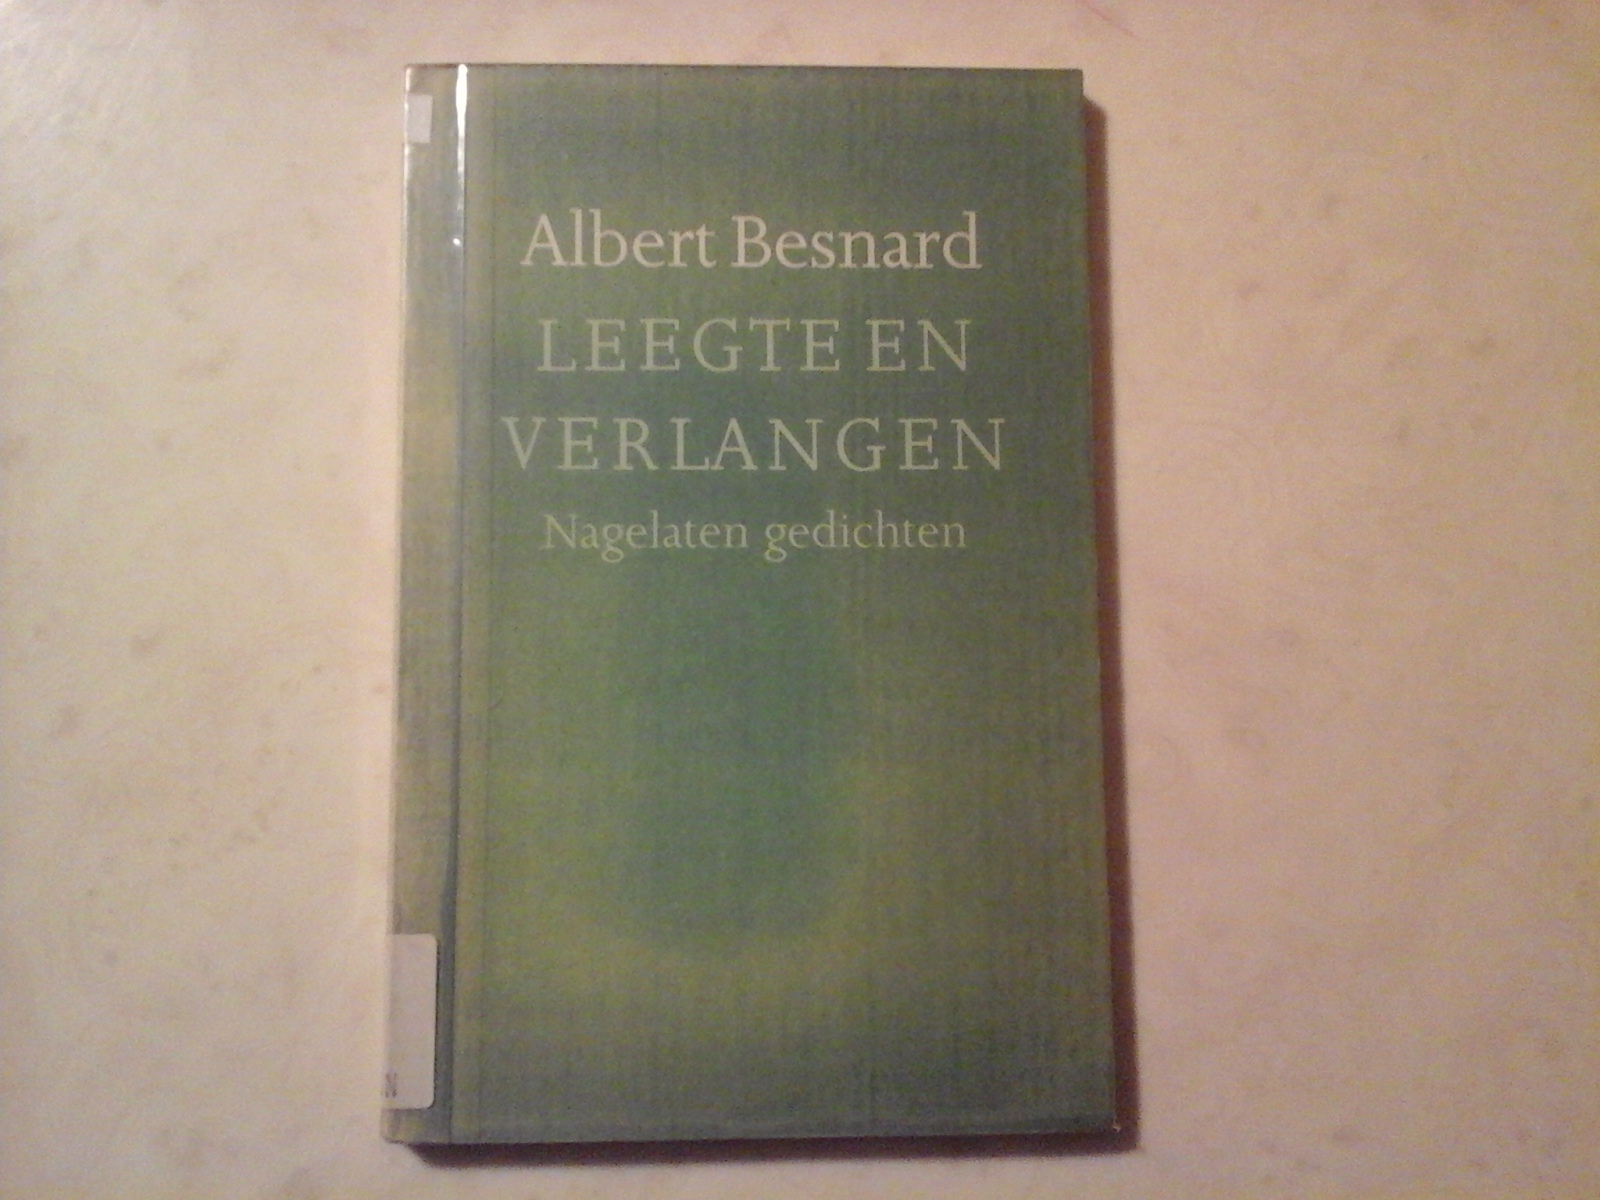 Albert Besnard
LEEGTE EN
VERLANGEN
Nagelaten gedichten
N